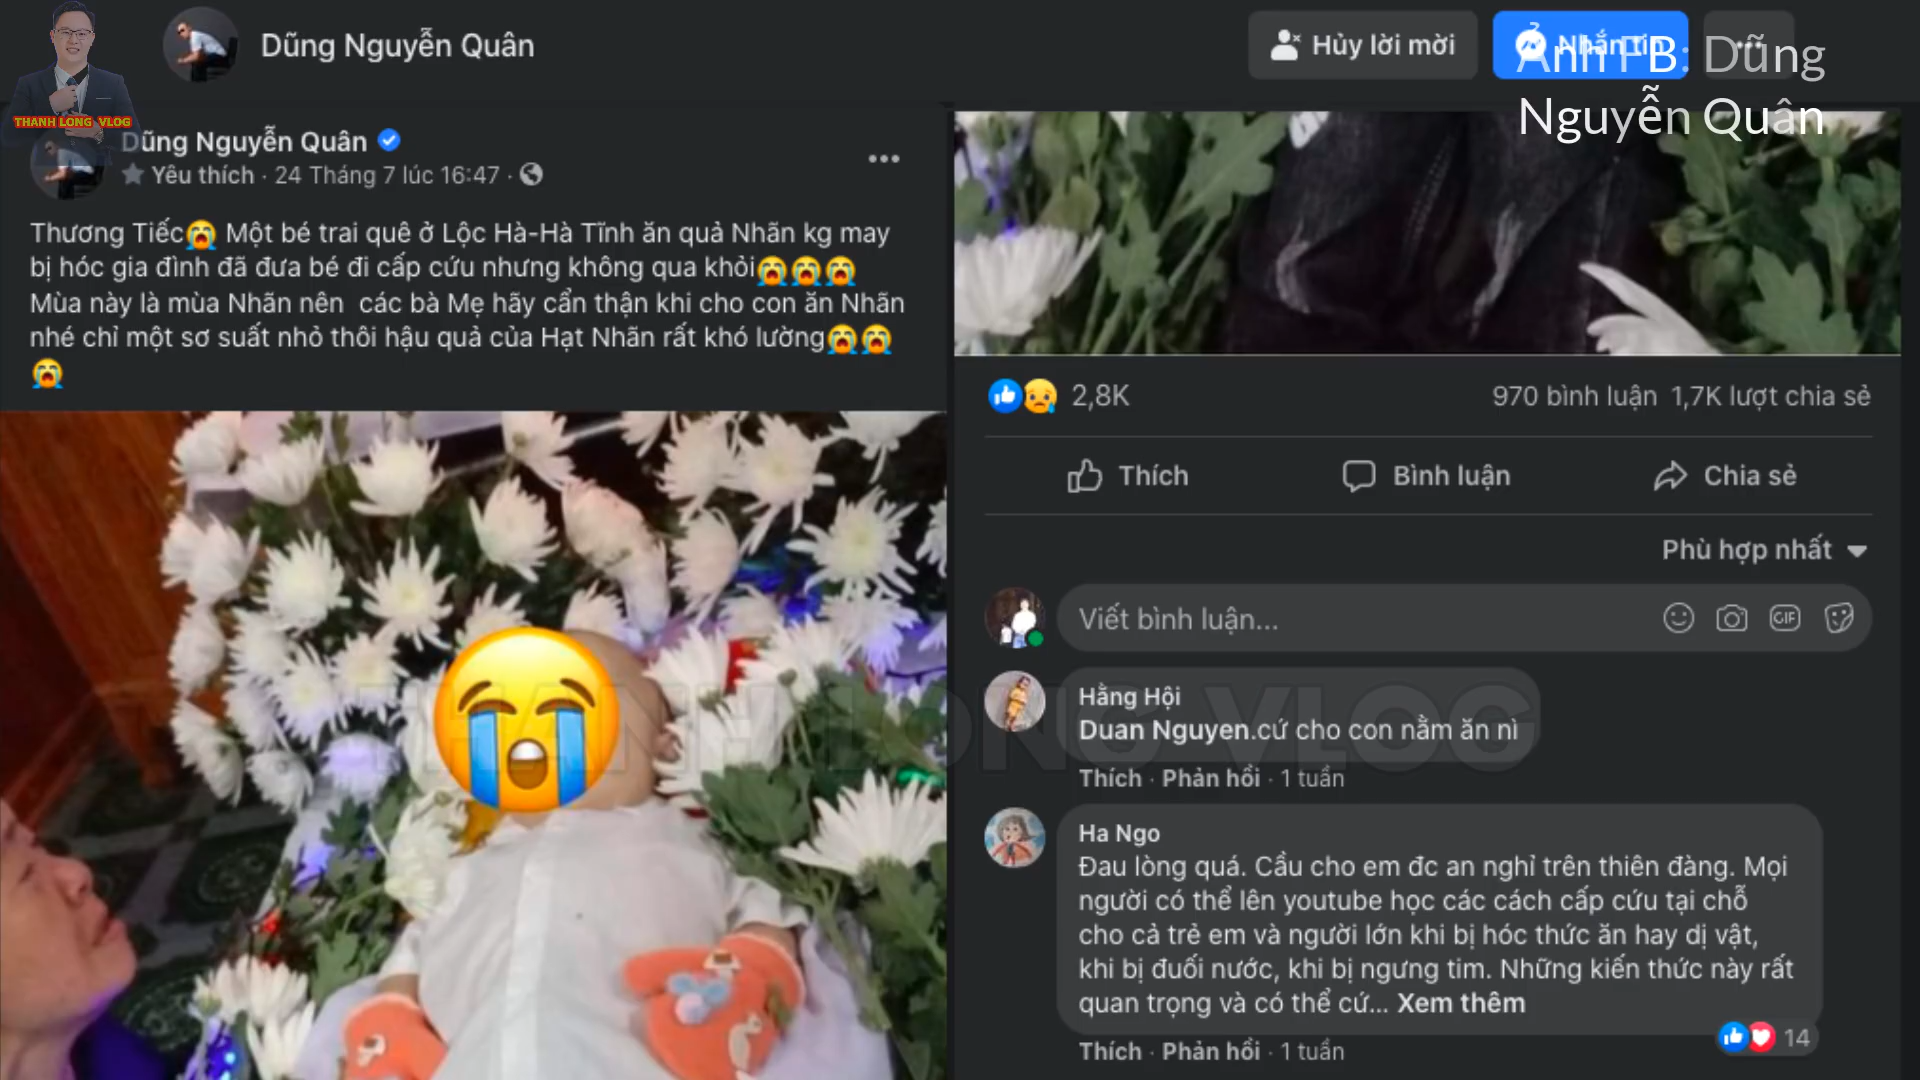 Dũng Nguyễn Quân
Hủy lời mời
Nhắn tin
Ảnh FB: Dũng
Nguyễn Quân
THANH LONG VLOG
Dũng Nguyễn Quân
Yêu thích · 24 Tháng 7 lúc 16:47 ·
Thương Tiếc😭 Một bé trai quê ở Lộc Hà-Hà Tĩnh ăn quả Nhãn kg may
bị hóc gia đình đã đưa bé đi cấp cứu nhưng không qua khỏi😭😭😭
Mùa này là mùa Nhãn nên các bà Mẹ hãy cẩn thận khi cho con ăn Nhãn
nhé chỉ một sơ suất nhỏ thôi hậu quả của Hạt Nhãn rất khó lường😭😭
😭
2,8K
970 bình luận 1,7K lượt chia sẻ
Thích
Bình luận
Chia sẻ
Phù hợp nhất
Viết bình luận...
GIF
Hằng Hội
Duan Nguyen.cứ cho con nằm ăn nì
Thích · Phản hồi · 1 tuần
THANH LONG VLOG
Ha Ngo
Đau lòng quá. Cầu cho em đc an nghỉ trên thiên đàng. Mọi
người có thể lên youtube học các cách cấp cứu tại chỗ
cho cả trẻ em và người lớn khi bị hóc thức ăn hay dị vật,
khi bị đuối nước, khi bị ngưng tim. Những kiến thức này rất
quan trọng và có thể cứ... Xem thêm
14
Thích · Phản hồi · 1 tuần